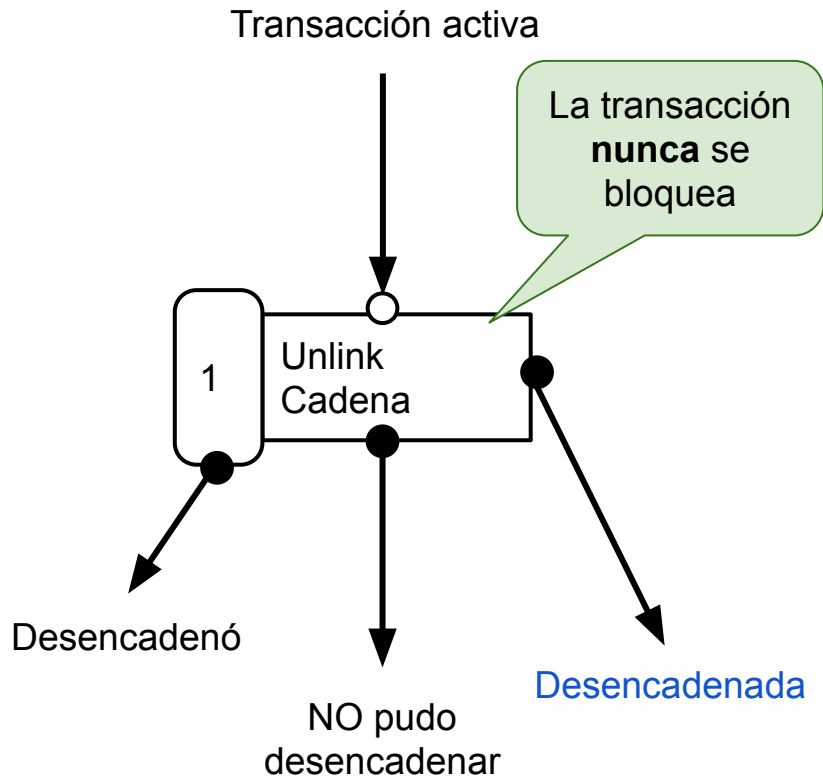 Transacción activa
La transacción
nunca se
bloquea
1
Unlink
Cadena
Desencadenó
NO pudo
desencadenar
Desencadenada